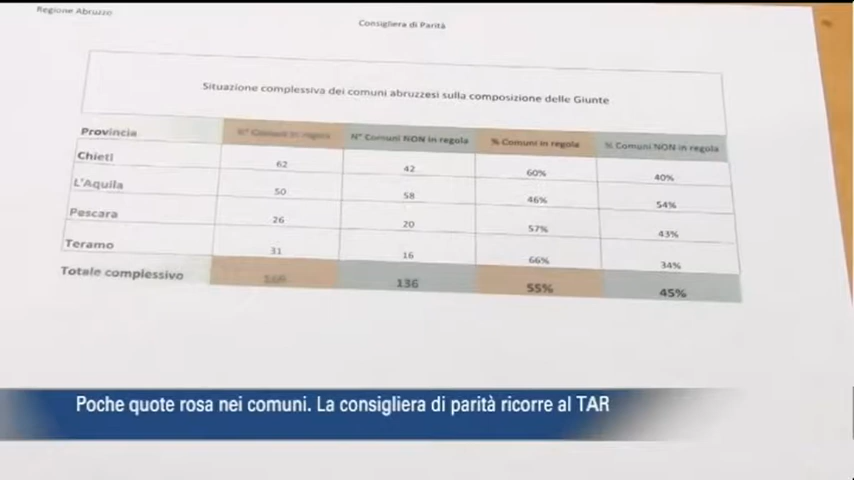 Regione Abruzzo
Consigliera di Parità
Situazione complessiva dei comuni abruzzesi sulla composizione delle Giunte
Provincia N° Comuni in regola N° Comuni NON in regola % Comuni in regola % Comuni NON in regola
Chieti 62 42 60% 40%
L'Aquila 50 58 46% 54%
Pescara 26 20 57% 43%
Teramo 31 16 66% 34%
Totale complessivo 136 55% 45%
Poche quote rosa nei comuni. La consigliera di parità ricorre al TAR